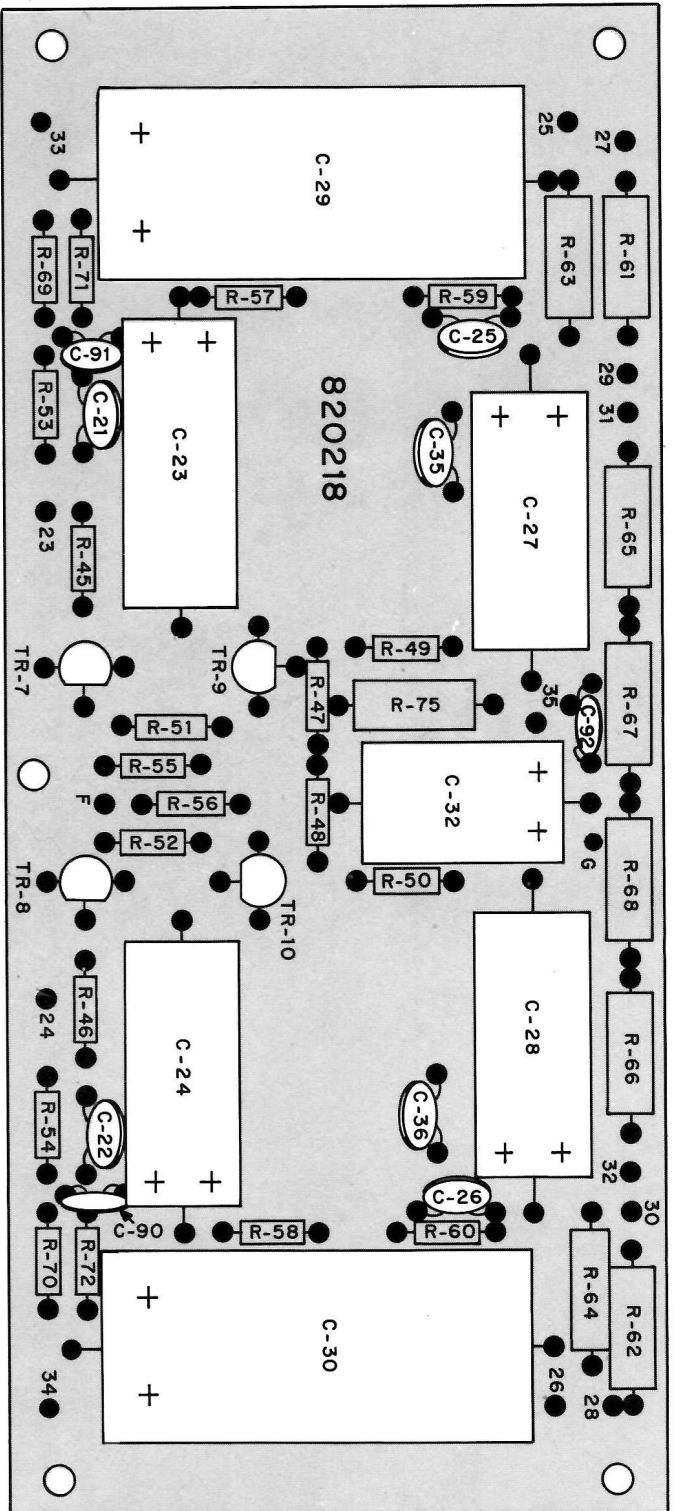 33
C-29
25
27
R-69
R-71
R-57
R-59
R-63
R-61
C-91
C-25
29
R-53
C-21
C-23
820218
C-35
C-27
31
23
R-45
R-65
TR-7
TR-9
R-49
R-47
R-75
35
C-92
R-67
R-51
R-55
F
R-56
C-32
R-48
R-52
G
TR-8
TR-10
R-50
R-68
24
R-46
C-24
C-28
R-66
R-54
C-22
C-36
32
C-90
C-26
30
R-70
R-72
R-58
R-60
R-64
R-62
C-30
34
26
28